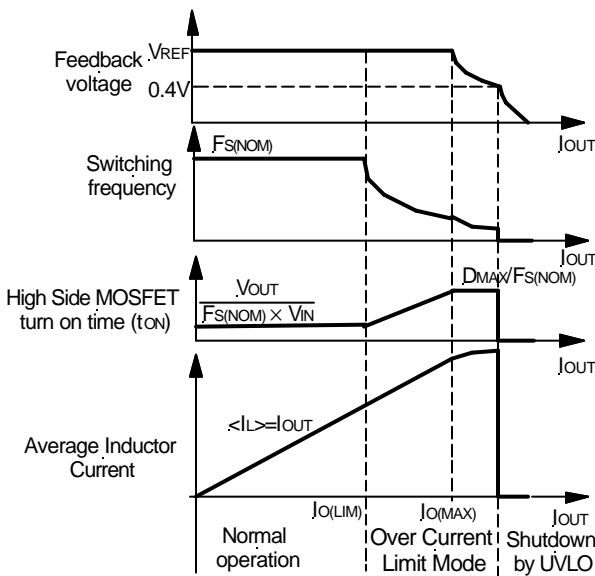 Feedback
voltage
VREF
0.4V
IOUT
Switching
frequency
FS(NOM)
IOUT
High Side MOSFET
turn on time (tON)
VOUT
FS(NOM) × VIN
DMAX/FS(NOM)
IOUT
Average Inductor
Current
<IL>=IOUT
IO(LIM)
IO(MAX)
IOUT
Normal
operation
Over Current
Limit Mode
Shutdown
by UVLO